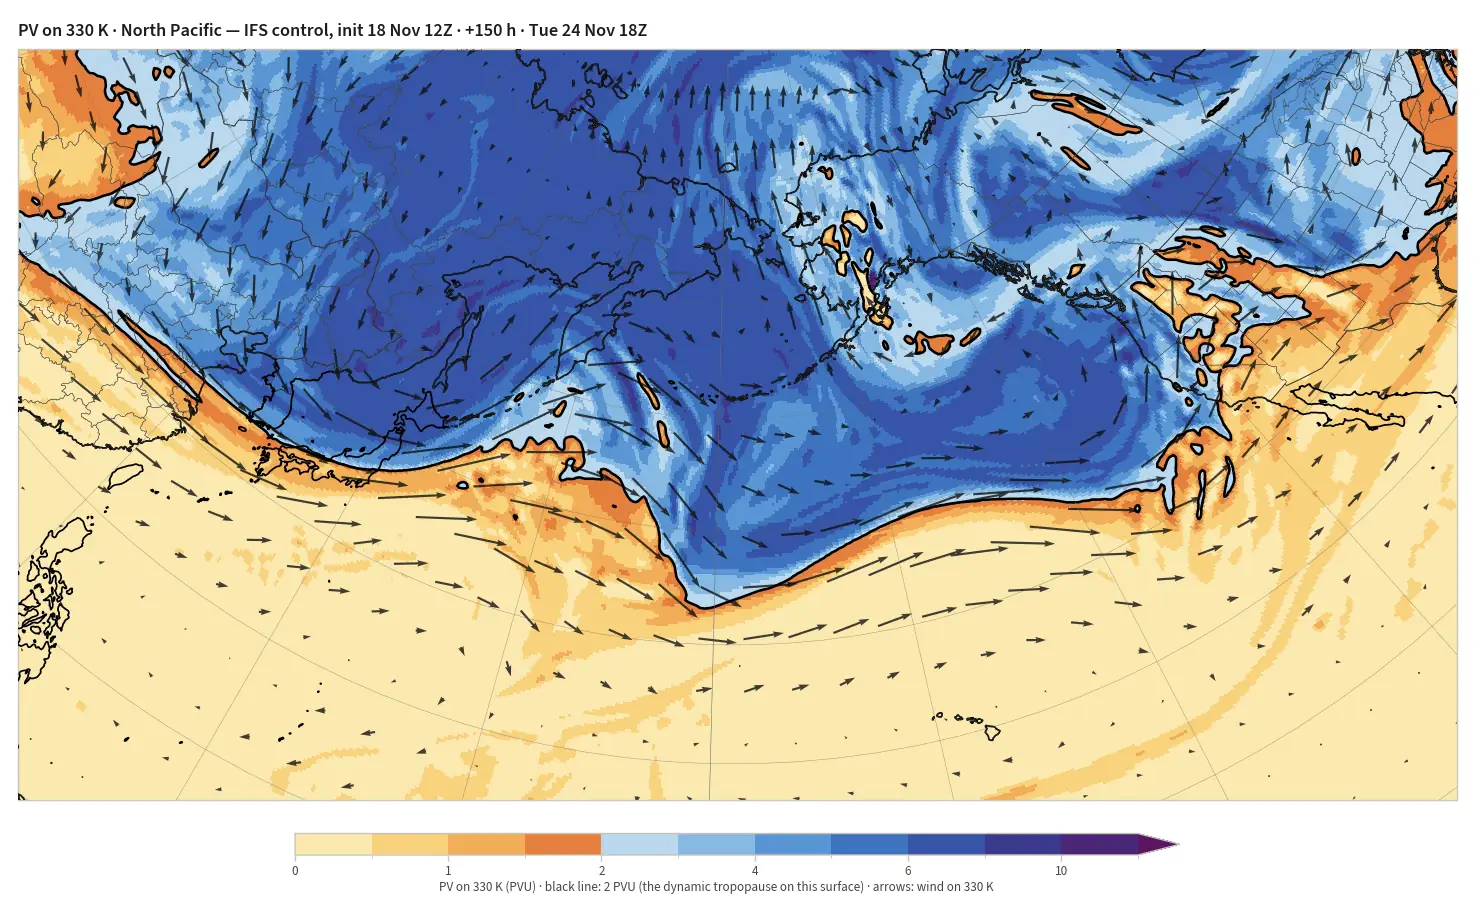 PV on 330 K · North Pacific — IFS control, init 18 Nov 12Z · +150 h · Tue 24 Nov 18Z
0 1 2 4 6 10
PV on 330 K (PVU) · black line: 2 PVU (the dynamic tropopause on this surface) · arrows: wind on 330 K